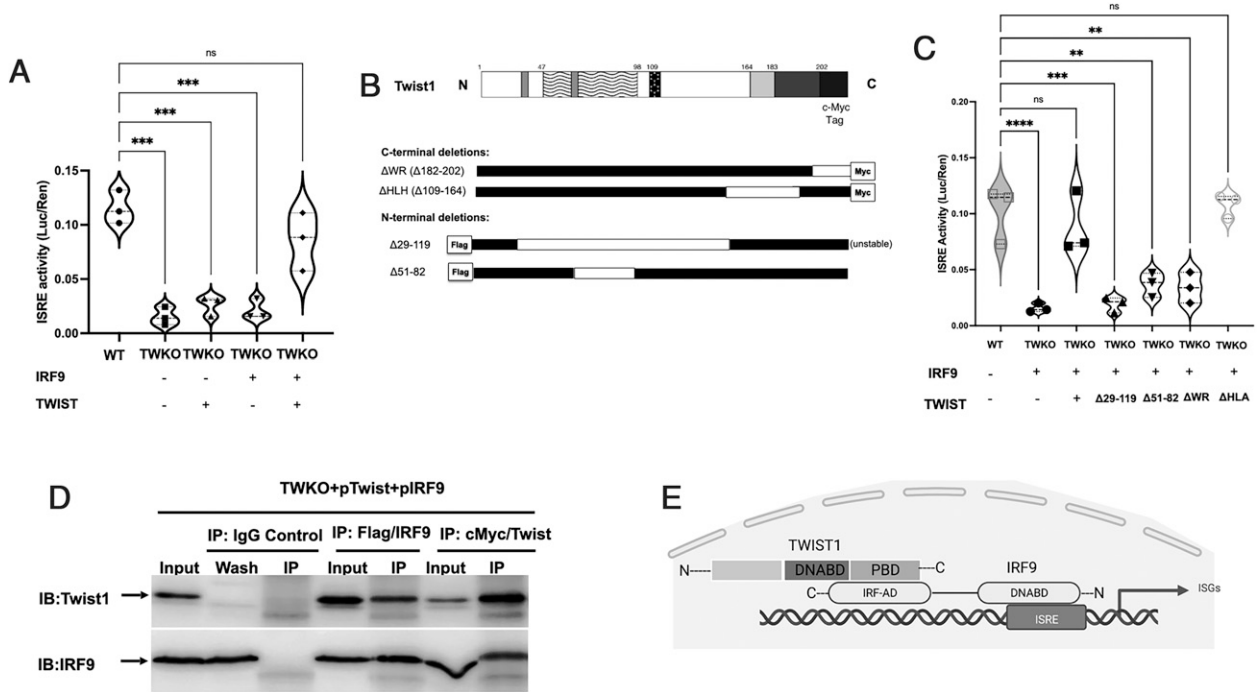 A
ns
***
***
***
ISRE activity (Luc/Ren)
0.15
0.10
0.05
0.00
WT TWKO TWKO TWKO TWKO
IRF9 - - + +
TWIST - + - +
B
1 47 98 109 164 183 202
Twist1 N C
c-Myc
Tag
C-terminal deletions:
ΔWR (Δ182-202) Myc
ΔHLH (Δ109-164) Myc
N-terminal deletions:
Δ29-119 Flag (unstable)
Δ51-82 Flag
C
ns
**
**
***
ns
****
ISRE Activity (Luc/Ren)
0.20
0.15
0.10
0.05
0.00
WT TWKO TWKO TWKO TWKO TWKO TWKO
IRF9 - + + + + + +
TWIST - - + Δ29-119 Δ51-82 ΔWR ΔHLA
D
TWKO+pTwist+pIRF9
IP: IgG Control IP: Flag/IRF9 IP: cMyc/Twist
Input Wash IP Input IP Input IP
IB:Twist1
IB:IRF9
E
TWIST1
N DNABD PBD C
IRF9
C IRF-AD DNABD N
ISRE
ISGs